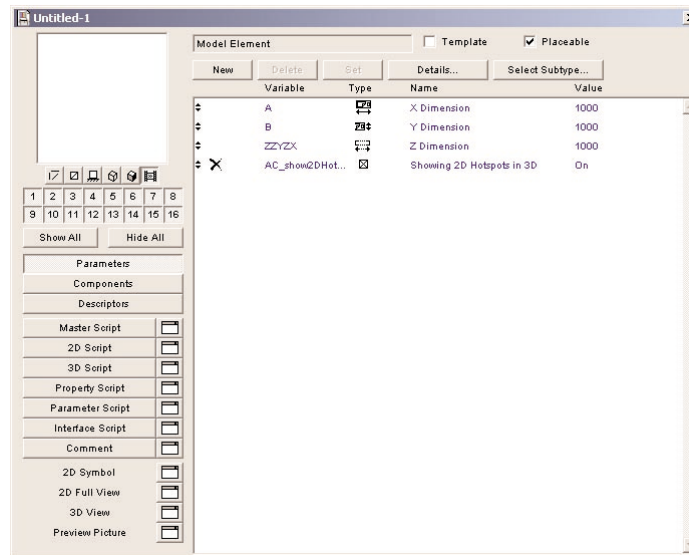 Untitled-1
Model Element Template Placeable
New Delete Set Details... Select Subtype...
Variable Type Name Value
A X Dimension 1000
B Y Dimension 1000
ZZYZX Z Dimension 1000
AC_show2DHot... Showing 2D Hotspots in 3D On
1 2 3 4 5 6 7 8
9 10 11 12 13 14 15 16
Show All Hide All
Parameters
Components
Descriptors
Master Script
2D Script
3D Script
Property Script
Parameter Script
Interface Script
Comment
2D Symbol
2D Full View
3D View
Preview Picture